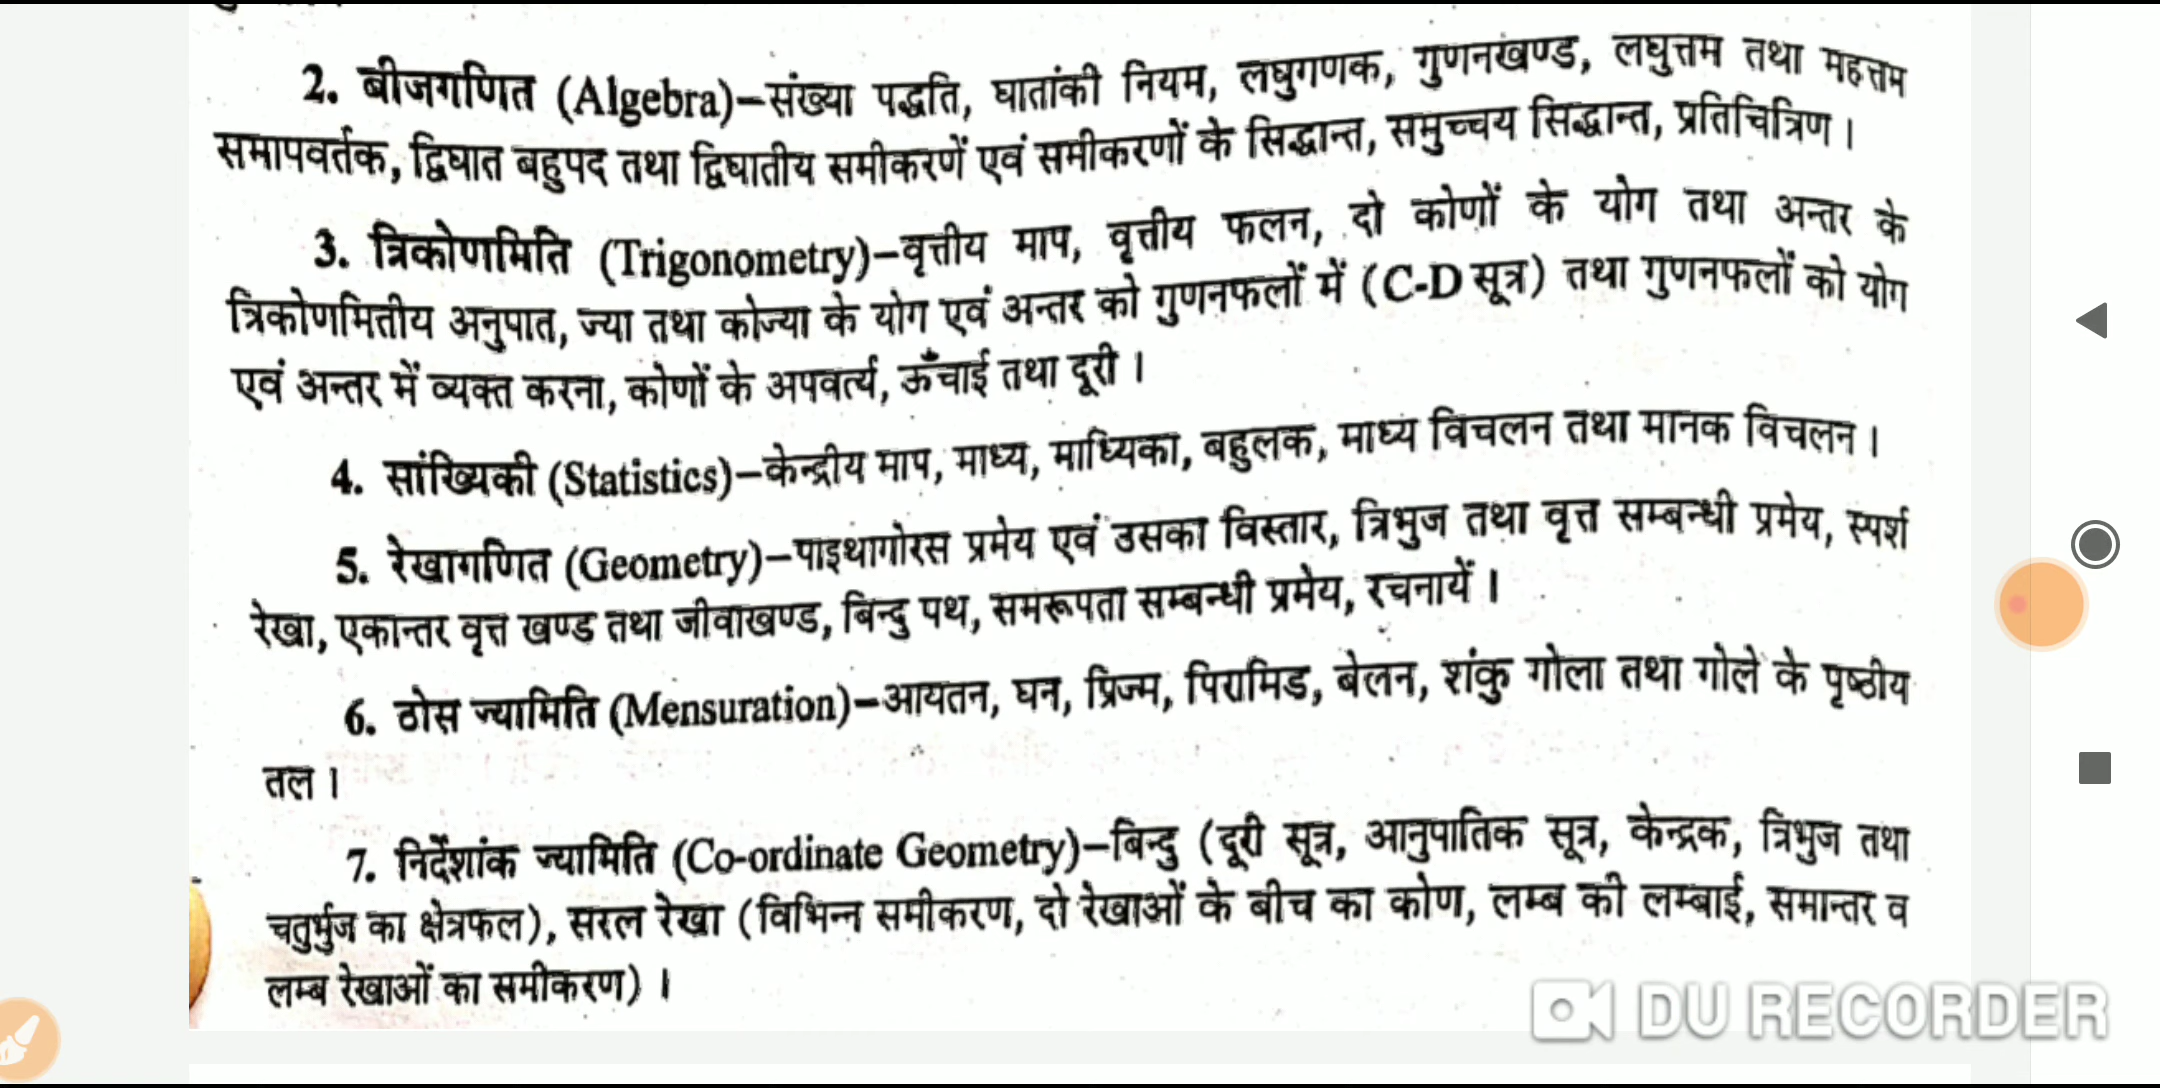 2. बीजगणित (Algebra)–संख्या पद्धति, घातांकी नियम, लघुगणक, गुणनखण्ड, लघुत्तम तथा महत्तम
समापवर्तक, द्विघात बहुपद तथा द्विघातीय समीकरणें एवं समीकरणों के सिद्धान्त, समुच्चय सिद्धान्त, प्रतिचित्रिण ।
3. त्रिकोणमिति (Trigonometry)–वृत्तीय माप, वृत्तीय फलन, दो कोणों के योग तथा अन्तर के
त्रिकोणमितीय अनुपात, ज्या तथा कोज्या के योग एवं अन्तर को गुणनफलों में (C-D सूत्र) तथा गुणनफलों को योग
एवं अन्तर में व्यक्त करना, कोणों के अपवर्त्य, ऊँचाई तथा दूरी ।
4. सांख्यिकी (Statistics)–केन्द्रीय माप, माध्य, माध्यिका, बहुलक, माध्य विचलन तथा मानक विचलन ।
5. रेखागणित (Geometry)–पाइथागोरस प्रमेय एवं उसका विस्तार, त्रिभुज तथा वृत्त सम्बन्धी प्रमेय, स्पर्श
रेखा, एकान्तर वृत्त खण्ड तथा जीवाखण्ड, बिन्दु पथ, समरूपता सम्बन्धी प्रमेय, रचनायें ।
6. ठोस ज्यामिति (Mensuration)–आयतन, घन, प्रिज्म, पिरामिड, बेलन, शंकु गोला तथा गोले के पृष्ठीय
तल ।
7. निर्देशांक ज्यामिति (Co-ordinate Geometry)–बिन्दु (दूरी सूत्र, आनुपातिक सूत्र, केन्द्रक, त्रिभुज तथा
चतुर्भुज का क्षेत्रफल), सरल रेखा (विभिन्न समीकरण, दो रेखाओं के बीच का कोण, लम्ब की लम्बाई, समान्तर व
लम्ब रेखाओं का समीकरण) ।
DU RECORDER